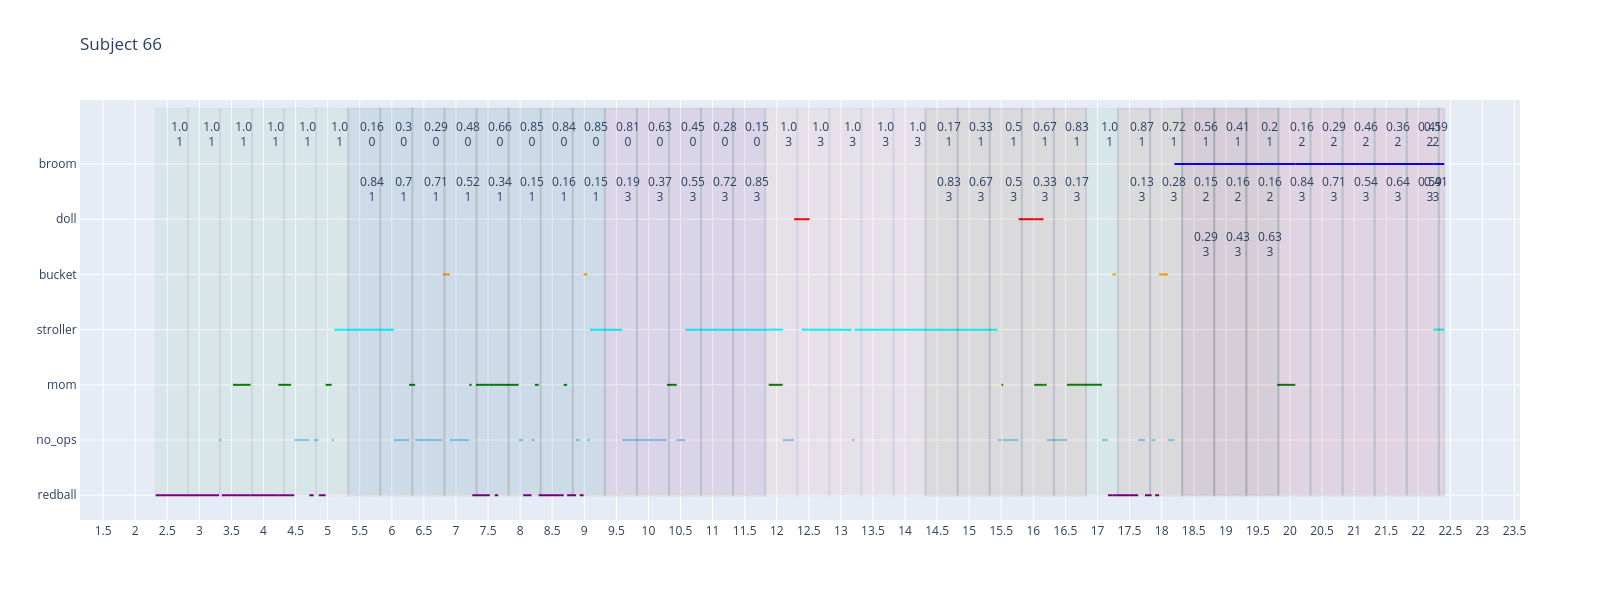 Subject 66
1.0 1.0 1.0 1.0 1.0 1.0 0.16 0.3 0.29 0.48 0.66 0.85 0.84 0.85 0.81 0.63 0.45 0.28 0.15 1.0 1.0 1.0 1.0 1.0 0.17 0.33 0.5 0.67 0.83 1.0 0.87 0.72 0.56 0.41 0.2 0.16 0.29 0.46 0.36
1 1 1 1 1 1 0 0 0 0 0 0 0 0 0 0 0 0 0 3 3 3 3 3 1 1 1 1 1 1 1 1 1 1 1 2 2 2 2 2 2
broom
0.84 0.7 0.71 0.52 0.34 0.15 0.16 0.15 0.19 0.37 0.55 0.72 0.85 0.83 0.67 0.5 0.33 0.17 0.13 0.28 0.15 0.16 0.16 0.84 0.71 0.54 0.64
1 1 1 1 1 1 1 1 3 3 3 3 3 3 3 3 3 3 3 3 2 2 2 3 3 3 3 3 3
doll
0.29 0.43 0.63
3 3 3
bucket
stroller
mom
no_ops
redball
1.5 2 2.5 3 3.5 4 4.5 5 5.5 6 6.5 7 7.5 8 8.5 9 9.5 10 10.5 11 11.5 12 12.5 13 13.5 14 14.5 15 15.5 16 16.5 17 17.5 18 18.5 19 19.5 20 20.5 21 21.5 22 22.5 23 23.5